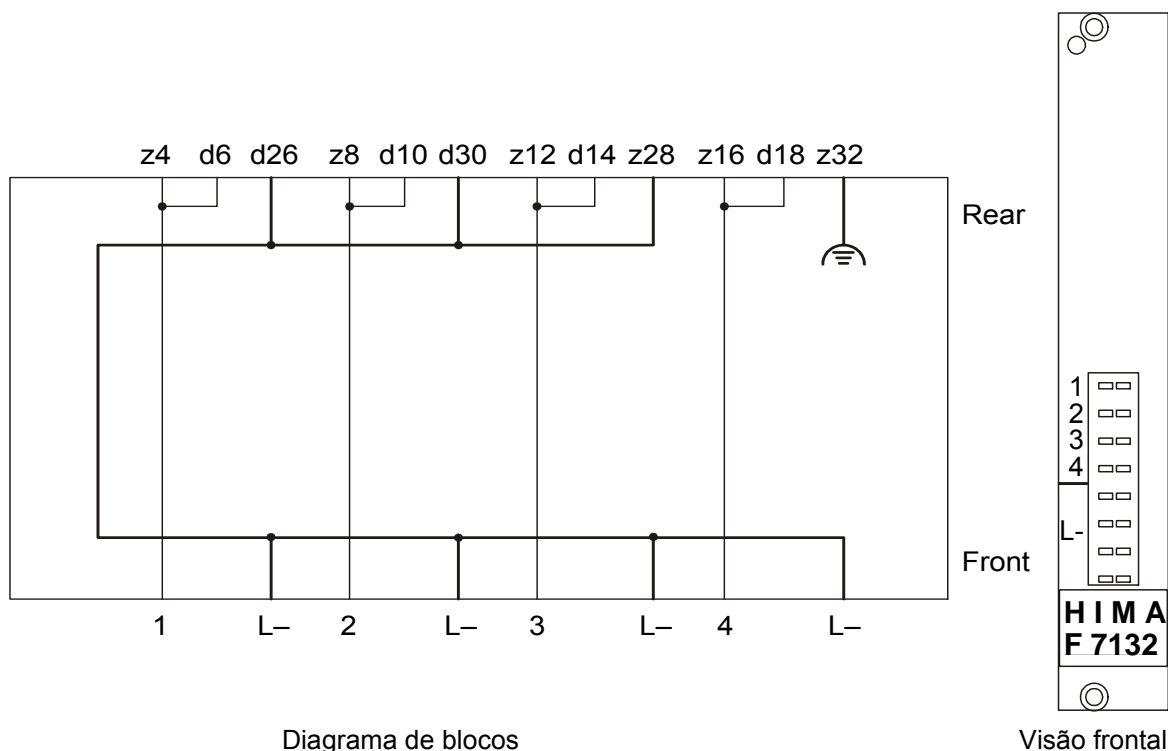 z4 d6 d26 z8 d10 d30 z12 d14 z28 z16 d18 z32
Rear
Front
1 L– 2 L– 3 L– 4 L–
1
2
3
4
L-
H I M A
F 7132
Diagrama de blocos
Visão frontal